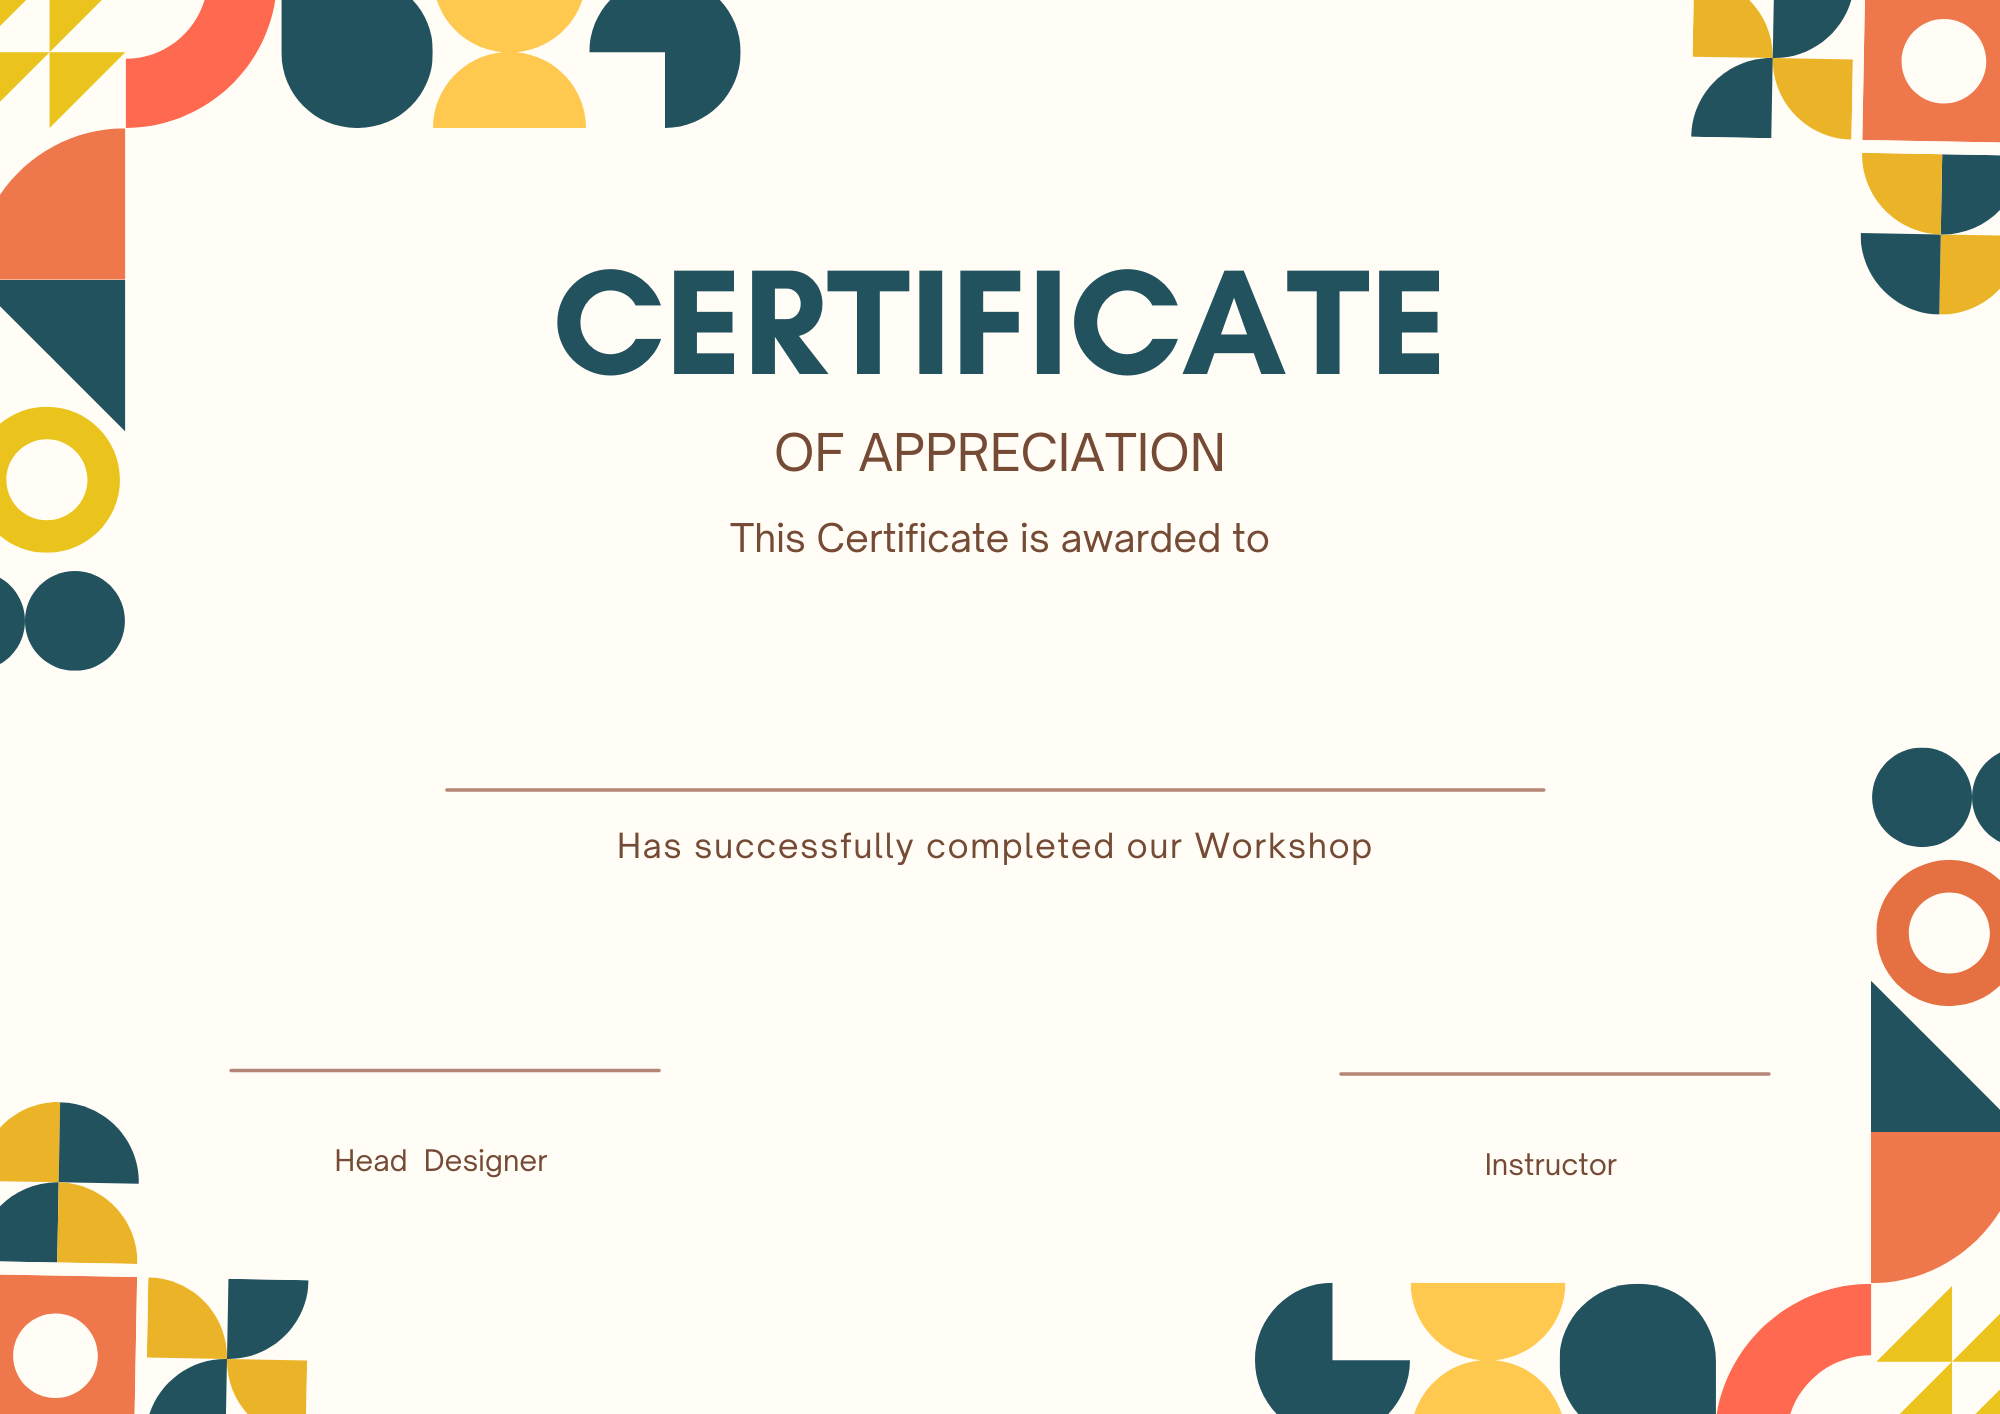 CERTIFICATE
OF APPRECIATION
This Certificate is awarded to
Has successfully completed our Workshop
Head  Designer
Instructor